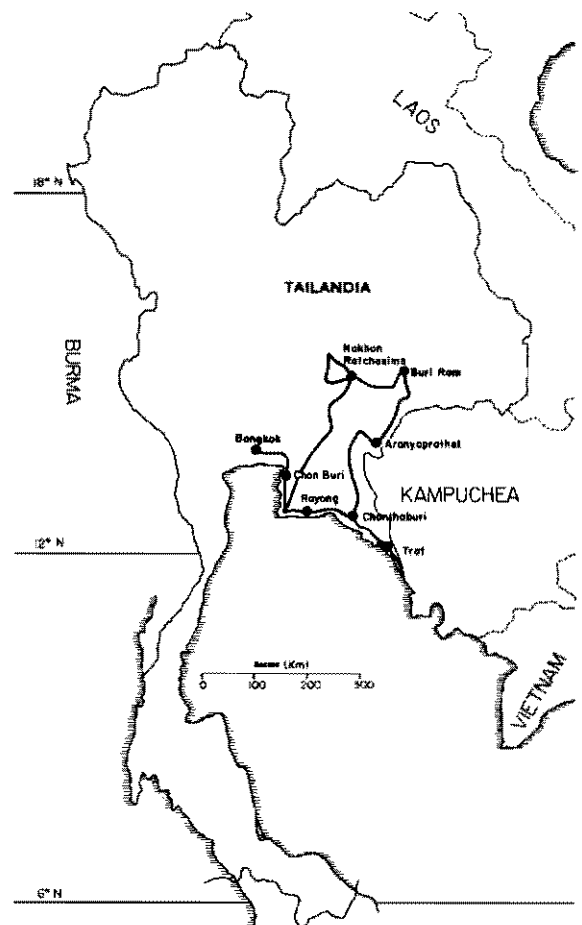 LAOS
18° N
TAILANDIA
BURMA
Nakhon
Ratchasima
Buri Ram
Bangkok
Aranyaprathet
Chon Buri
KAMPUCHEA
Rayong
Chanthaburi
12° N
Trat
(Km)
0 100 200 300
VIETNAM
6° N